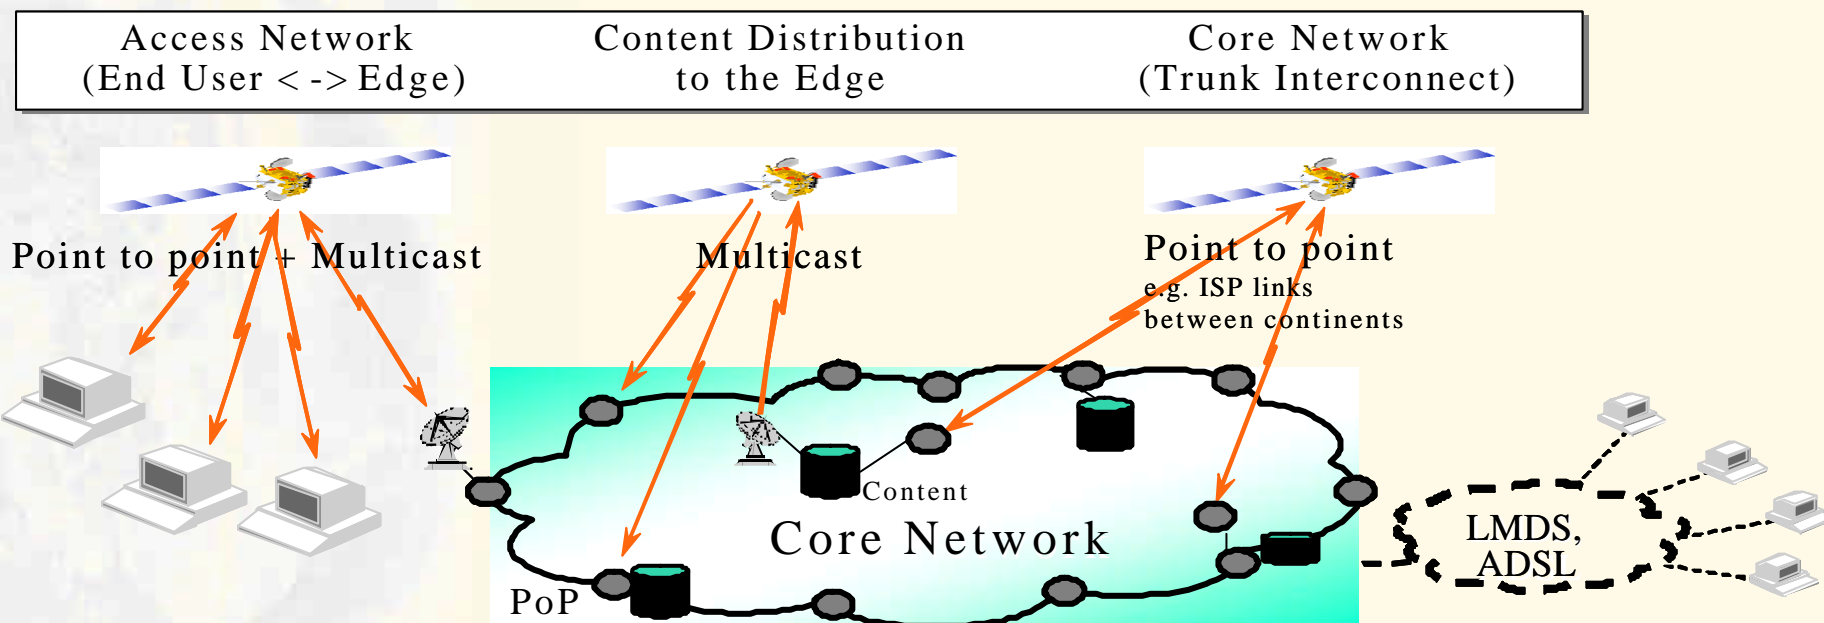 Access Network
(End User < -> Edge)
Content Distribution
to the Edge
Core Network
(Trunk Interconnect)
Point to point + Multicast
Multicast
Point to point
e.g. ISP links
between continents
Content
Core Network
PoP
LMDS,
ADSL